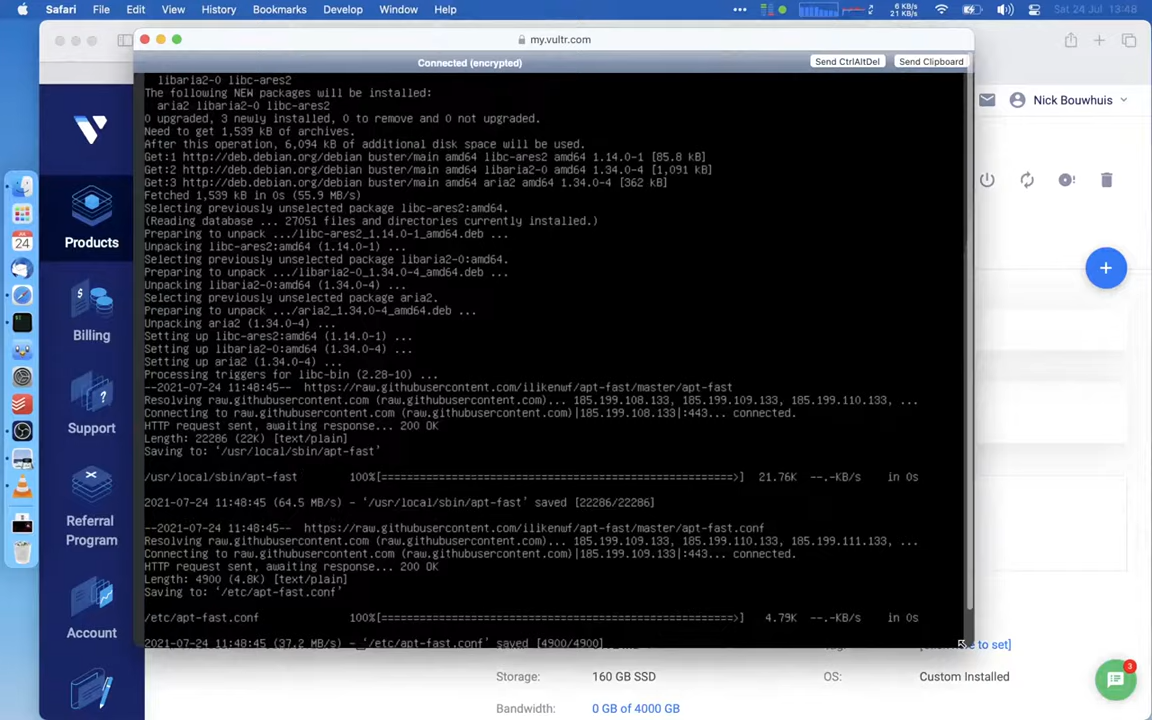 Safari File Edit View History Bookmarks Develop Window Help
6 KB/s
21 KB/s
Sat 24 Jul 13:48
my.vultr.com
Connected (encrypted)
Send CtrlAltDel
Send Clipboard
Nick Bouwhuis
24
Products
Billing
Support
Referral
Program
Account
libaria2-0 libc-ares2
The following NEW packages will be installed:
aria2 libaria2-0 libc-ares2
0 upgraded, 3 newly installed, 0 to remove and 0 not upgraded.
Need to get 1,539 kB of archives.
After this operation, 6,094 kB of additional disk space will be used.
Get:1 http://deb.debian.org/debian buster/main amd64 libc-ares2 amd64 1.14.0-1 [85.8 kB]
Get:2 http://deb.debian.org/debian buster/main amd64 libaria2-0 amd64 1.34.0-4 [1,091 kB]
Get:3 http://deb.debian.org/debian buster/main amd64 aria2 amd64 1.34.0-4 [362 kB]
Fetched 1,539 kB in 0s (55.9 MB/s)
Selecting previously unselected package libc-ares2:amd64.
(Reading database ... 27051 files and directories currently installed.)
Preparing to unpack .../libc-ares2_1.14.0-1_amd64.deb ...
Unpacking libc-ares2:amd64 (1.14.0-1) ...
Selecting previously unselected package libaria2-0:amd64.
Preparing to unpack .../libaria2-0_1.34.0-4_amd64.deb ...
Unpacking libaria2-0:amd64 (1.34.0-4) ...
Selecting previously unselected package aria2.
Preparing to unpack .../aria2_1.34.0-4_amd64.deb ...
Unpacking aria2 (1.34.0-4) ...
Setting up libc-ares2:amd64 (1.14.0-1) ...
Setting up libaria2-0:amd64 (1.34.0-4) ...
Setting up aria2 (1.34.0-4) ...
Processing triggers for libc-bin (2.28-10) ...
--2021-07-24 11:48:45-- https://raw.githubusercontent.com/ilikenwf/apt-fast/master/apt-fast
Resolving raw.githubusercontent.com (raw.githubusercontent.com)... 185.199.108.133, 185.199.109.133, 185.199.110.133, ...
Connecting to raw.githubusercontent.com (raw.githubusercontent.com)|185.199.108.133|:443... connected.
HTTP request sent, awaiting response... 200 OK
Length: 22286 (22K) [text/plain]
Saving to: ‘/usr/local/sbin/apt-fast’
/usr/local/sbin/apt-fast 100%[===================================================>] 21.76K --.-KB/s in 0s
2021-07-24 11:48:45 (64.5 MB/s) - ‘/usr/local/sbin/apt-fast’ saved [22286/22286]
--2021-07-24 11:48:45-- https://raw.githubusercontent.com/ilikenwf/apt-fast/master/apt-fast.conf
Resolving raw.githubusercontent.com (raw.githubusercontent.com)... 185.199.109.133, 185.199.110.133, 185.199.111.133, ...
Connecting to raw.githubusercontent.com (raw.githubusercontent.com)|185.199.109.133|:443... connected.
HTTP request sent, awaiting response... 200 OK
Length: 4900 (4.8K) [text/plain]
Saving to: ‘/etc/apt-fast.conf’
/etc/apt-fast.conf 100%[===================================================>] 4.79K --.-KB/s in 0s
2021-07-24 11:48:45 (37.2 MB/s) - ‘/etc/apt-fast.conf’ saved [4900/4900]
to set]
Storage: 160 GB SSD OS: Custom Installed
Bandwidth: 0 GB of 4000 GB
3